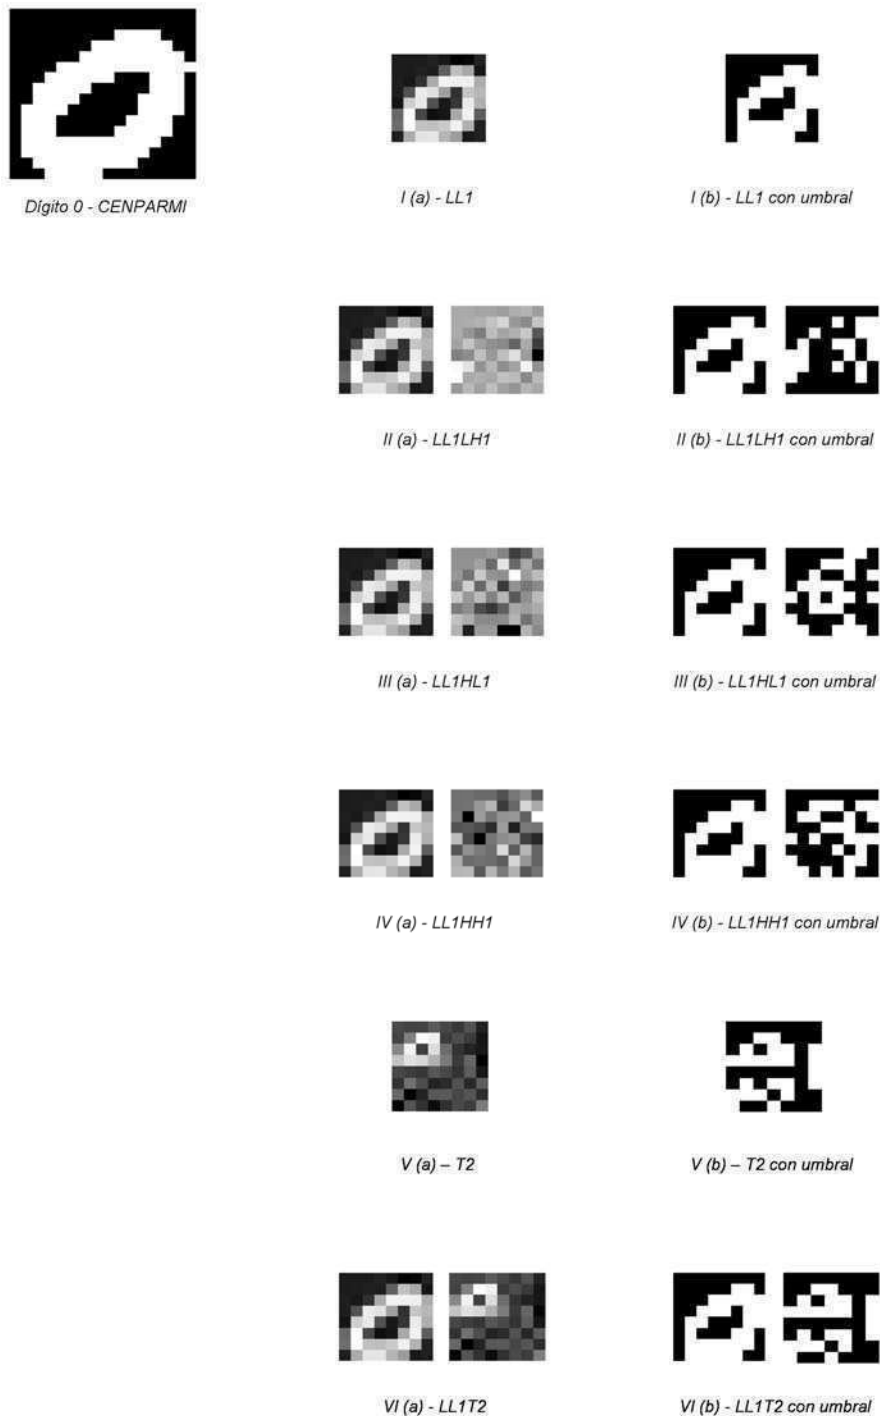 Dígito 0 - CENPARMI
I (a) - LL1
I (b) - LL1 con umbral
II (a) - LL1LH1
II (b) - LL1LH1 con umbral
III (a) - LL1HL1
III (b) - LL1HL1 con umbral
IV (a) - LL1HH1
IV (b) - LL1HH1 con umbral
V (a) – T2
V (b) – T2 con umbral
VI (a) - LL1T2
VI (b) - LL1T2 con umbral